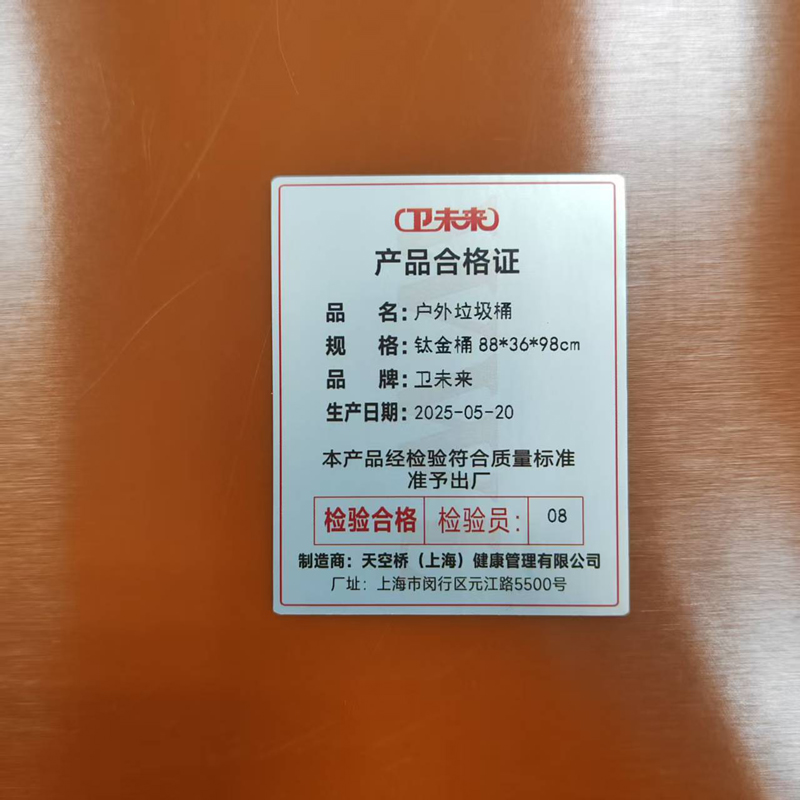 卫未来
产品合格证
品 名：户外垃圾桶
规 格：钛金桶 88*36*98cm
品 牌：卫未来
生产日期：2025-05-20
本产品经检验符合质量标准
准予出厂
检验合格 检验员： 08
制造商：天空桥（上海）健康管理有限公司
厂址：上海市闵行区元江路5500号